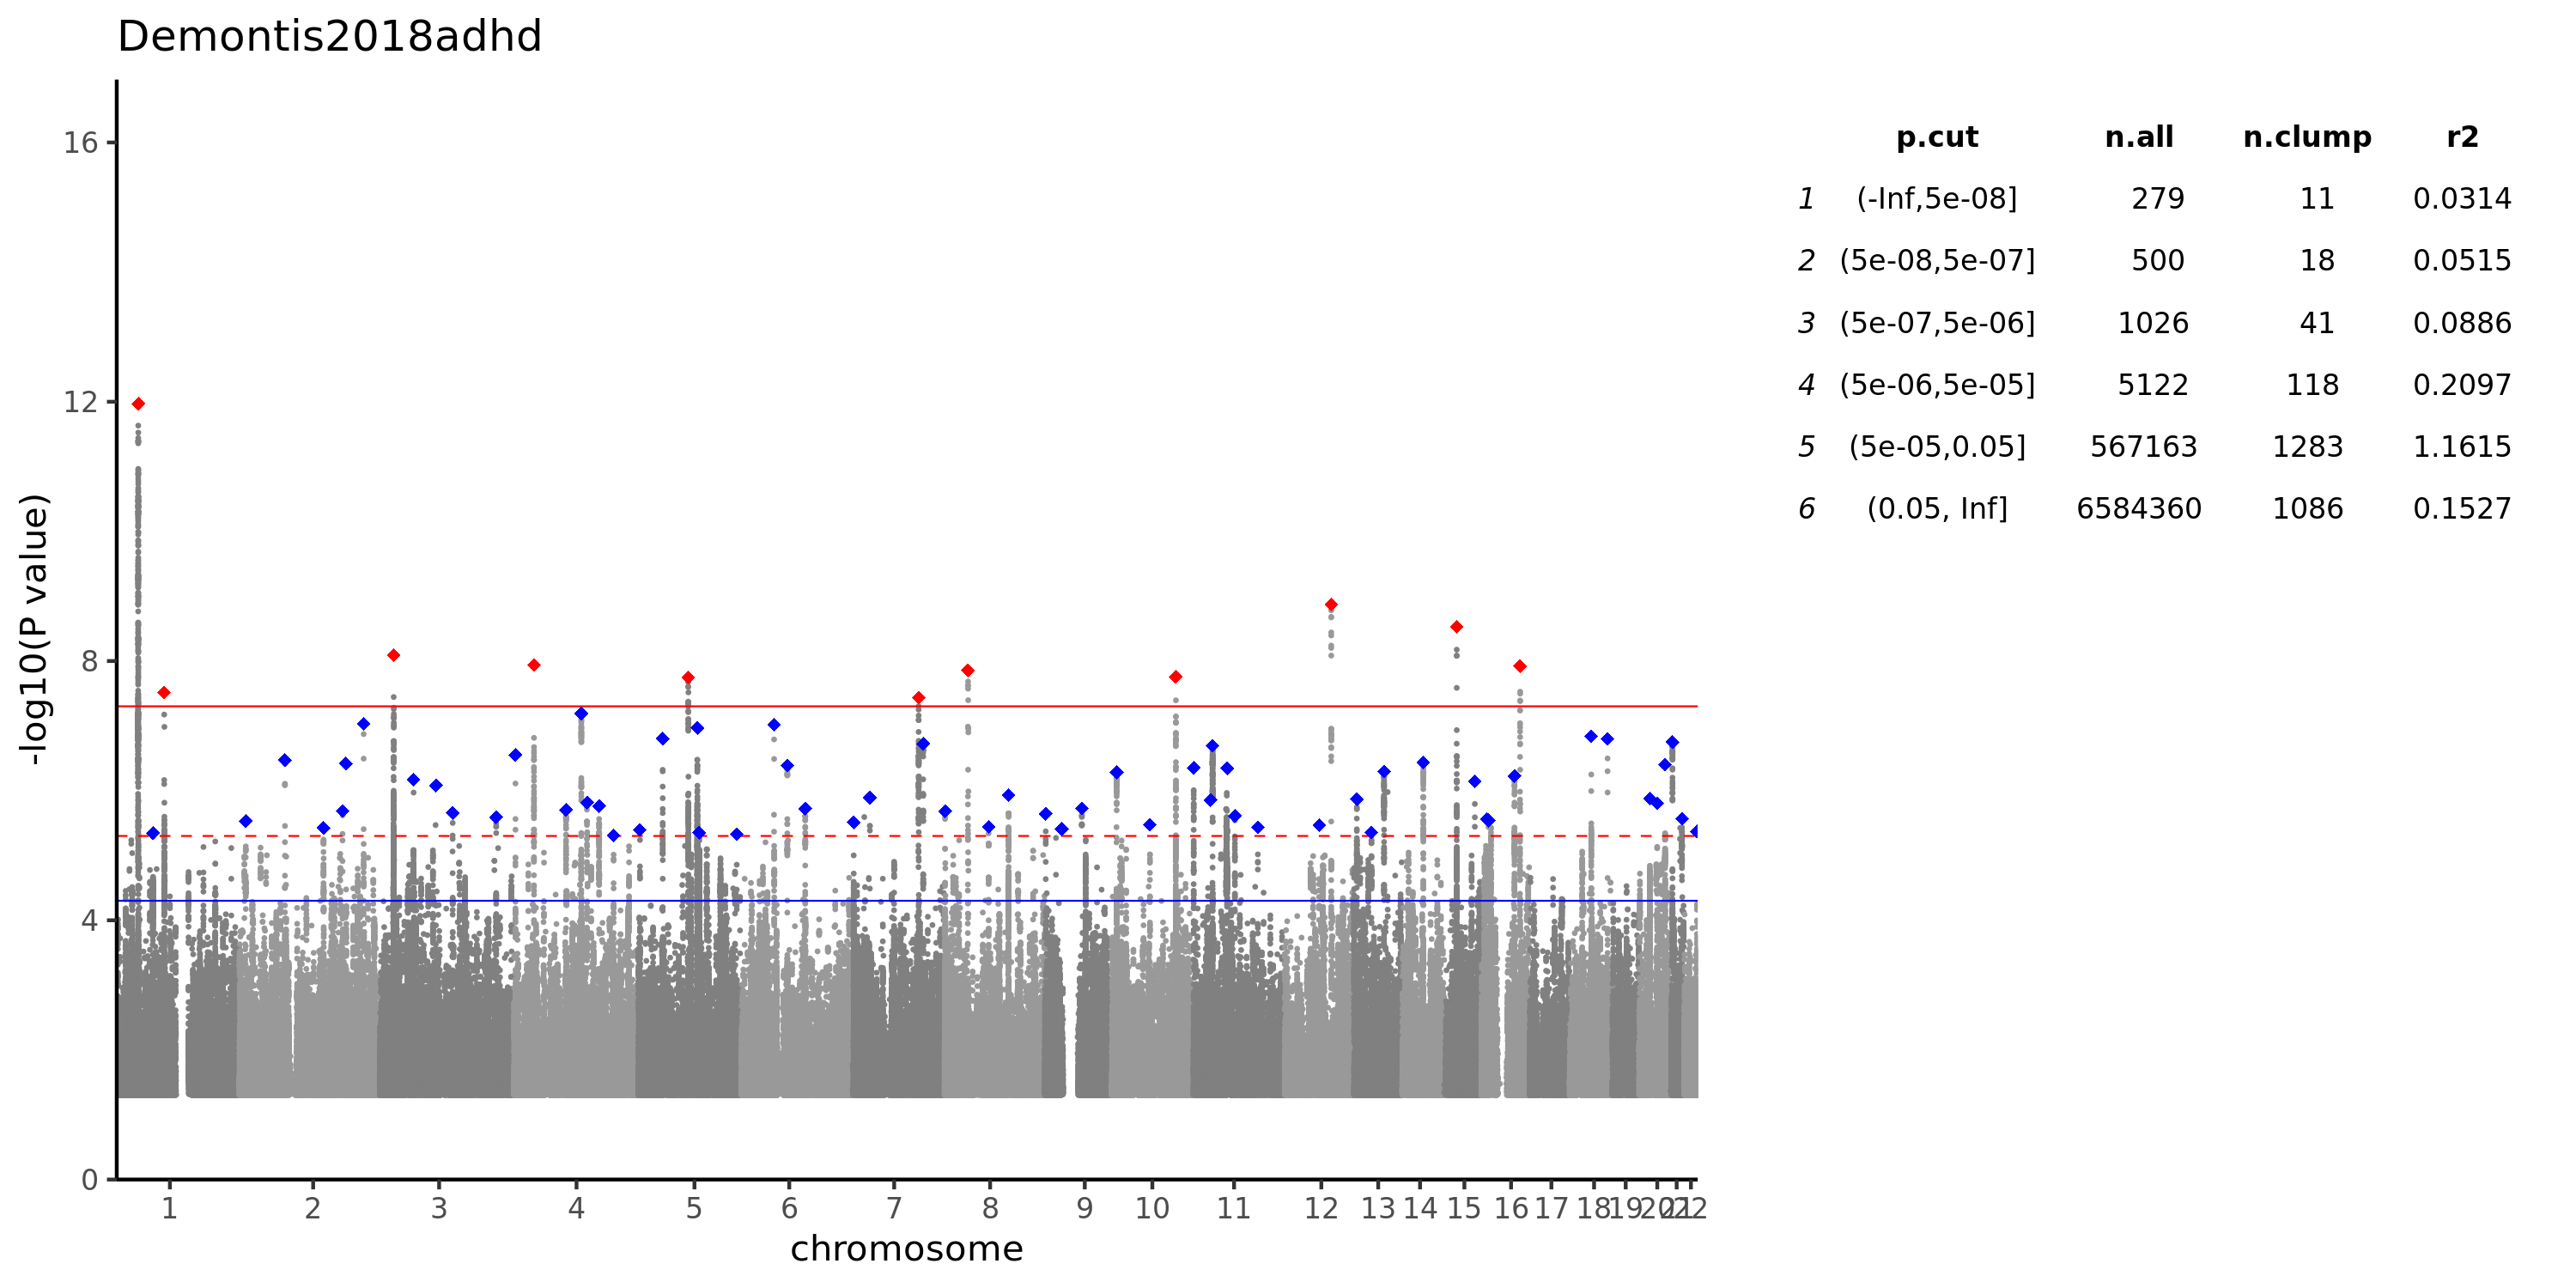 Demontis2018adhd
-log10(P value)
16
12
8
4
0
1 2 3 4 5 6 7 8 9 10 11 12 13 14 15 16 17 18 19 20 21 22
chromosome
p.cut n.all n.clump r2
1 (-Inf,5e-08] 279 11 0.0314
2 (5e-08,5e-07] 500 18 0.0515
3 (5e-07,5e-06] 1026 41 0.0886
4 (5e-06,5e-05] 5122 118 0.2097
5 (5e-05,0.05] 567163 1283 1.1615
6 (0.05, Inf] 6584360 1086 0.1527